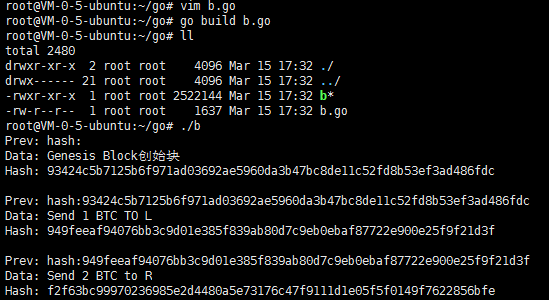 root@VM-0-5-ubuntu:~/go# vim b.go
root@VM-0-5-ubuntu:~/go# go build b.go
root@VM-0-5-ubuntu:~/go# ll
total 2480
drwxr-xr-x  2 root root    4096 Mar 15 17:32 ./
drwx------ 21 root root    4096 Mar 15 17:32 ../
-rwxr-xr-x  1 root root 2522144 Mar 15 17:32 b*
-rw-r--r--  1 root root    1637 Mar 15 17:32 b.go
root@VM-0-5-ubuntu:~/go# ./b
Prev: hash:
Data: Genesis Block创始块
Hash: 93424c5b7125b6f971ad03692ae5960da3b47bc8de11c52fd8b53ef3ad486fdc
Prev: hash:93424c5b7125b6f971ad03692ae5960da3b47bc8de11c52fd8b53ef3ad486fdc
Data: Send 1 BTC TO L
Hash: 949feeaf94076bb3c9d01e385f839ab80d7c9eb0ebaf87722e900e25f9f21d3f
Prev: hash:949feeaf94076bb3c9d01e385f839ab80d7c9eb0ebaf87722e900e25f9f21d3f
Data: Send 2 BTC to R
Hash: f2f63bc99970236985e2d4480a5e73176c47f9111d1e05f5f0149f7622856bfe